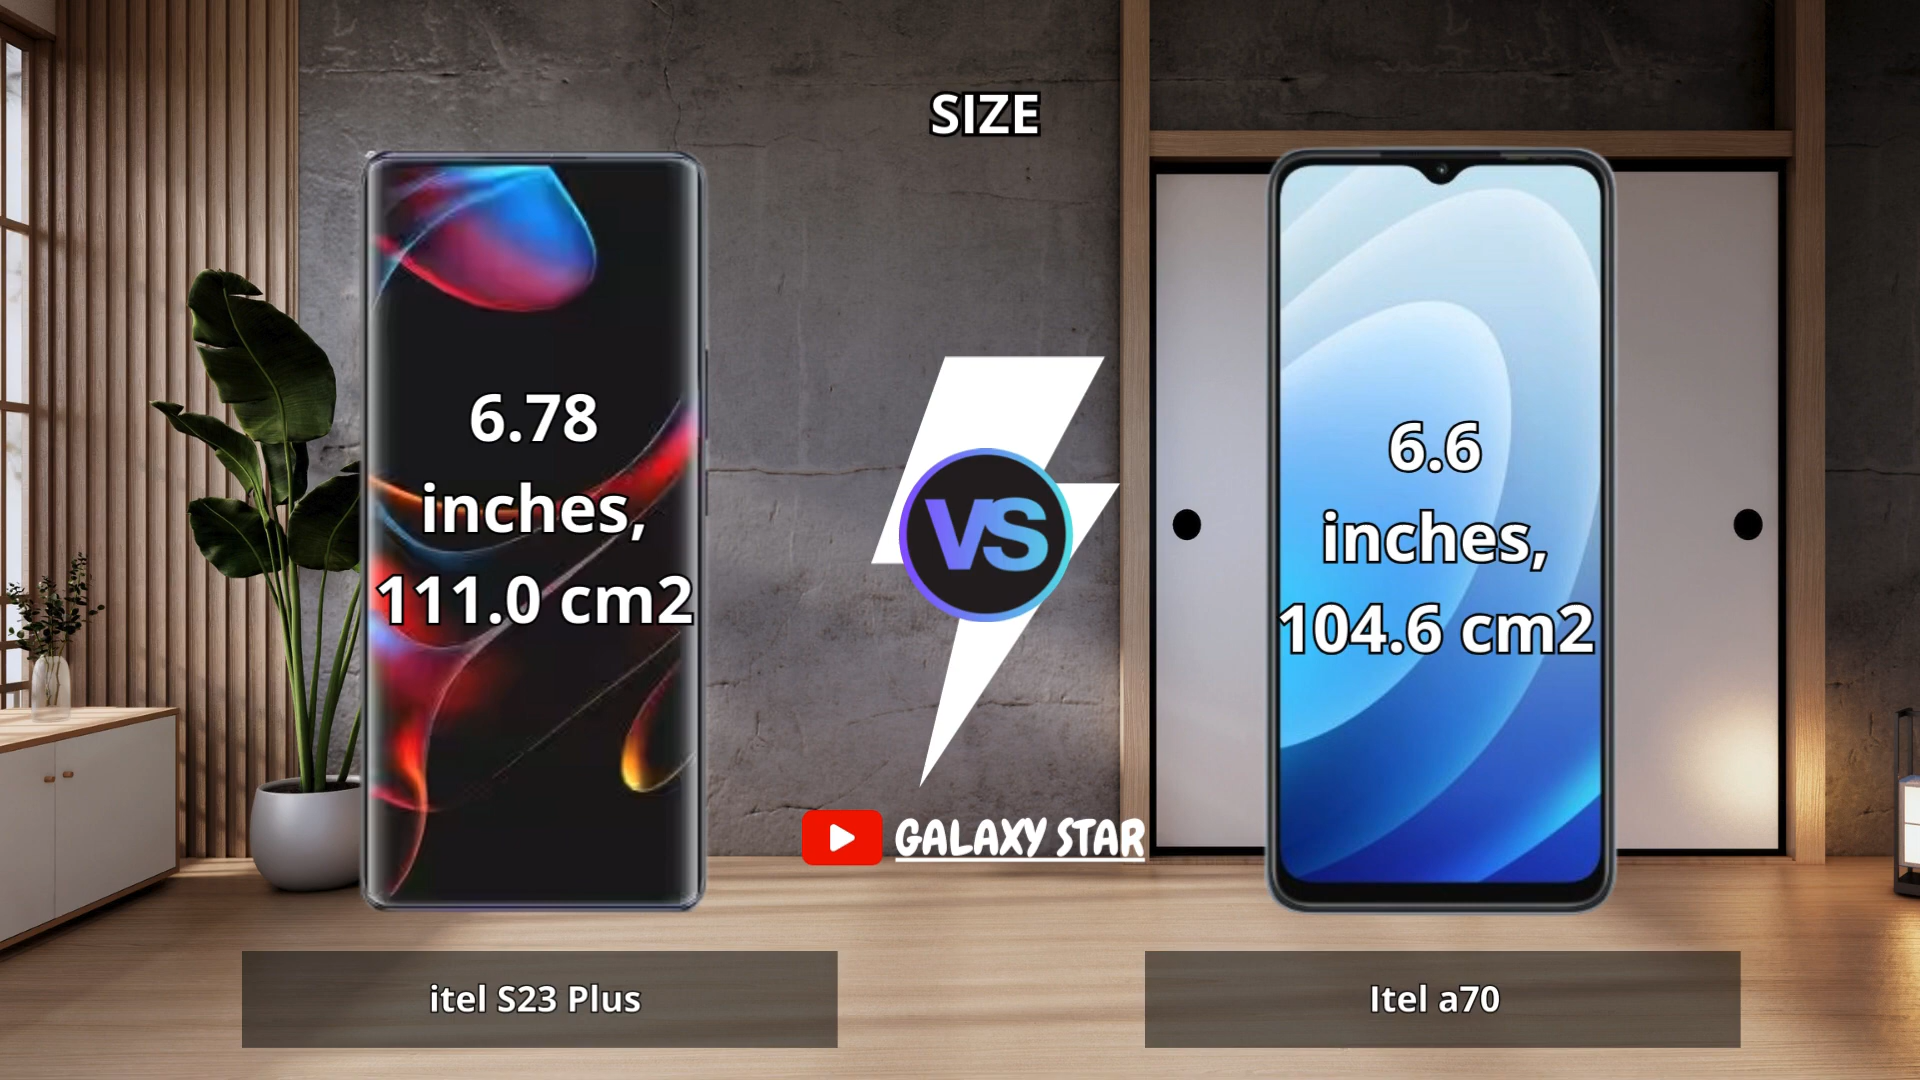 SIZE
6.78
inches,
111.0 cm2
VS
6.6
inches,
104.6 cm2
GALAXY STAR
itel S23 Plus
Itel a70